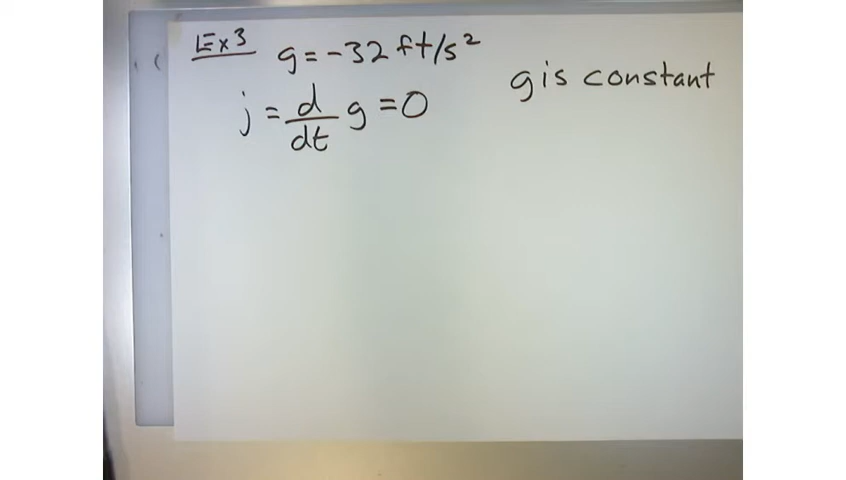 Ex3
g = -32 ft/s²
g is constant
j = d/dt g = 0